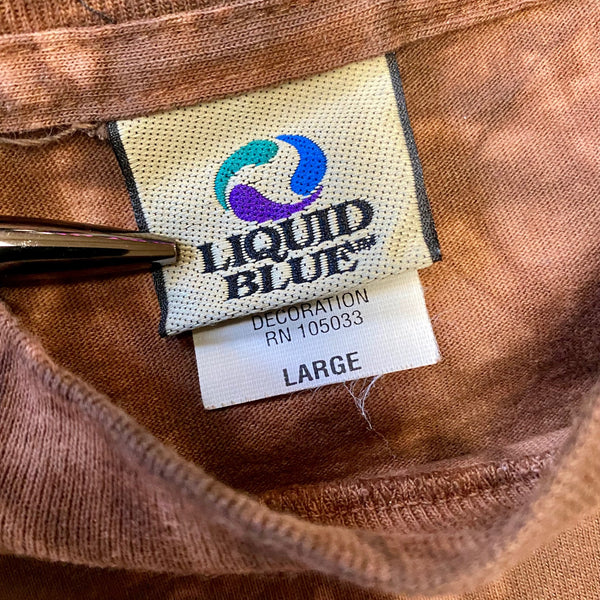 LIQUID
BLUE™
DECORATION
RN 105033
LARGE